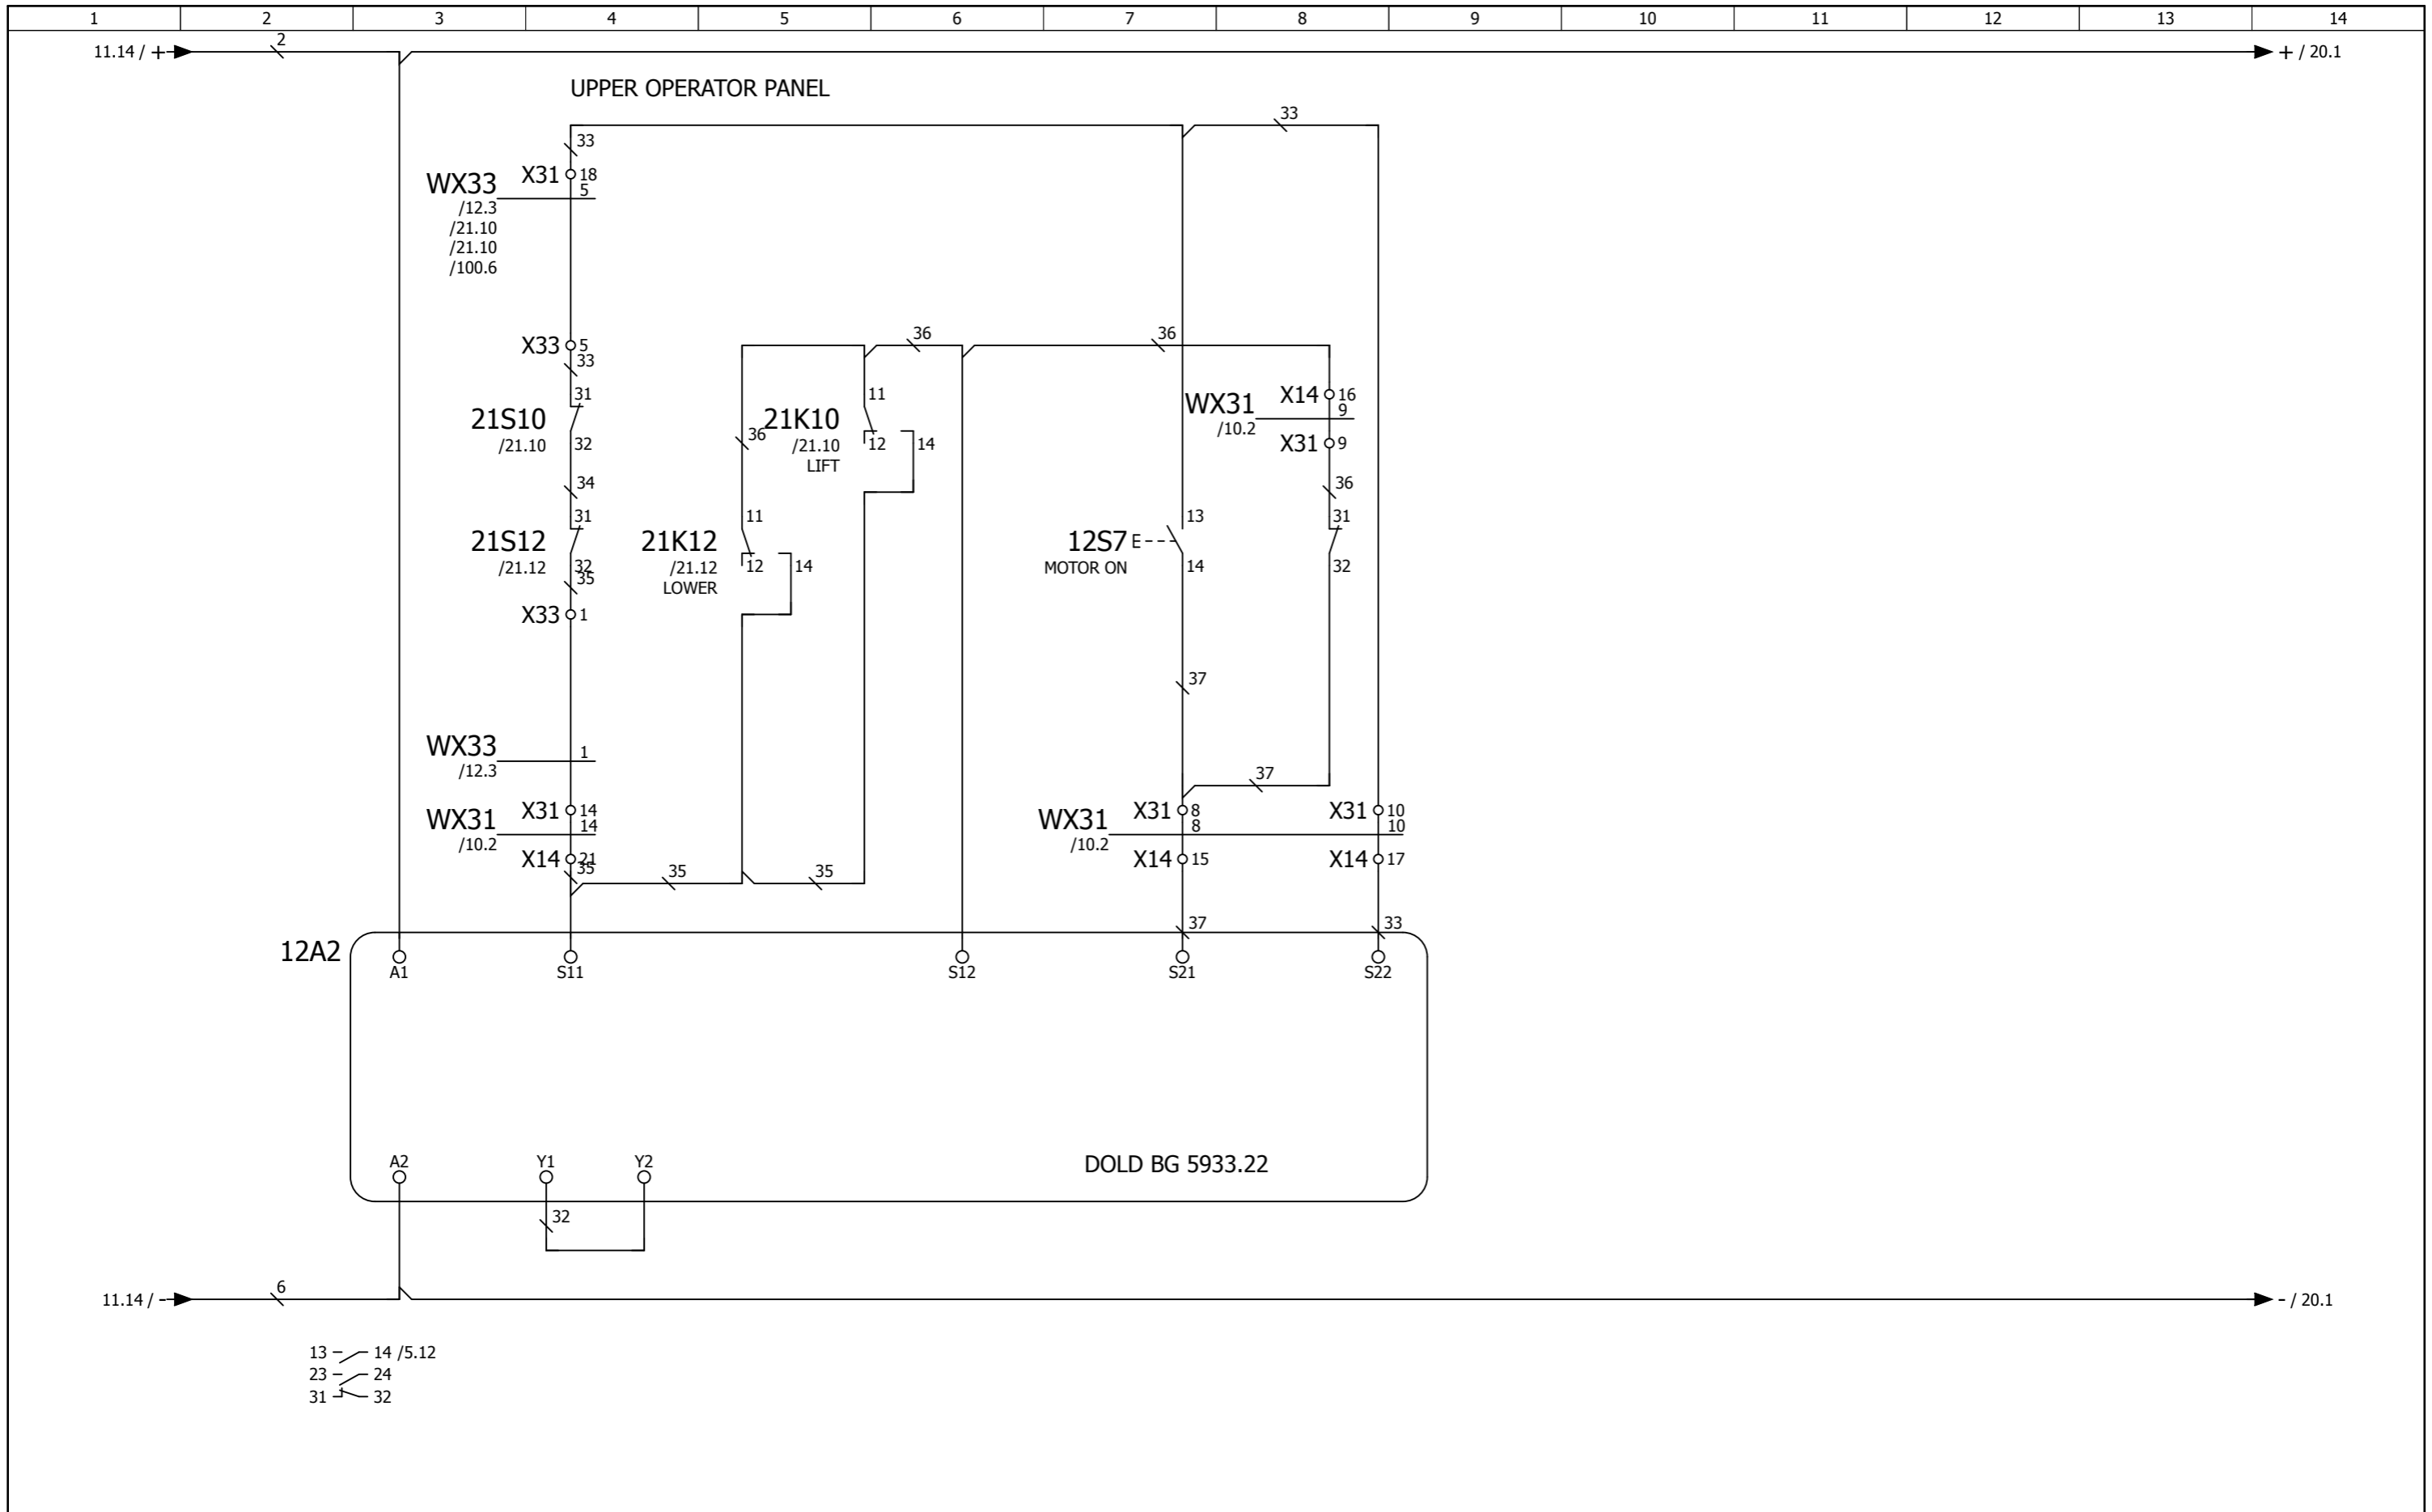 1 2 3 4 5 6 7 8 9 10 11 12 13 14
11.14 / +
2
+ / 20.1
UPPER OPERATOR PANEL
33
33
X31 18
WX33 5
/12.3
/21.10
/21.10
/100.6
X33 5
33
36
36
31
21S10
/21.10
32
34
31
21S12
/21.12
32
35
X33 1
11
21K10
/21.10
LIFT
12
14
36
11
21K12
/21.12
LOWER
12
14
X14 16
WX31 9
/10.2
X31 9
36
31
32
13
12S7 E
MOTOR ON
14
37
37
WX33 1
/12.3
X31 14
WX31 14
/10.2
X14 21
35
35
35
X31 8
WX31 8
/10.2
X14 15
X31 10
10
X14 17
37
33
12A2
A1
S11
S12
S21
S22
A2
Y1
Y2
DOLD BG 5933.22
32
11.14 / -
6
- / 20.1
13 14 /5.12
23 24
31 32